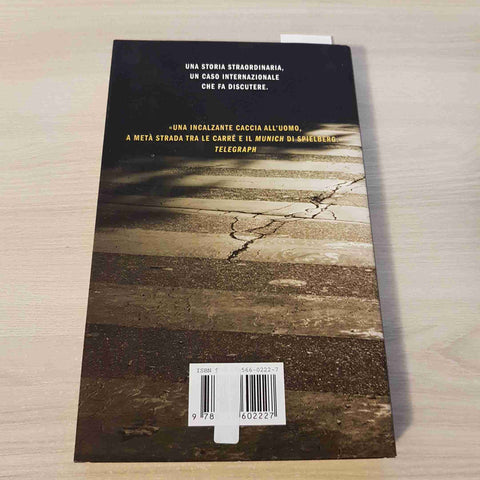 UNA STORIA STRAORDINARIA,
UN CASO INTERNAZIONALE
CHE FA DISCUTERE.
«UNA INCALZANTE CACCIA ALL'UOMO,
A METÀ STRADA TRA LE CARRÉ E IL MUNICH DI SPIELBERG.»
TELEGRAPH
ISBN 566-0222-7
9 78 602227